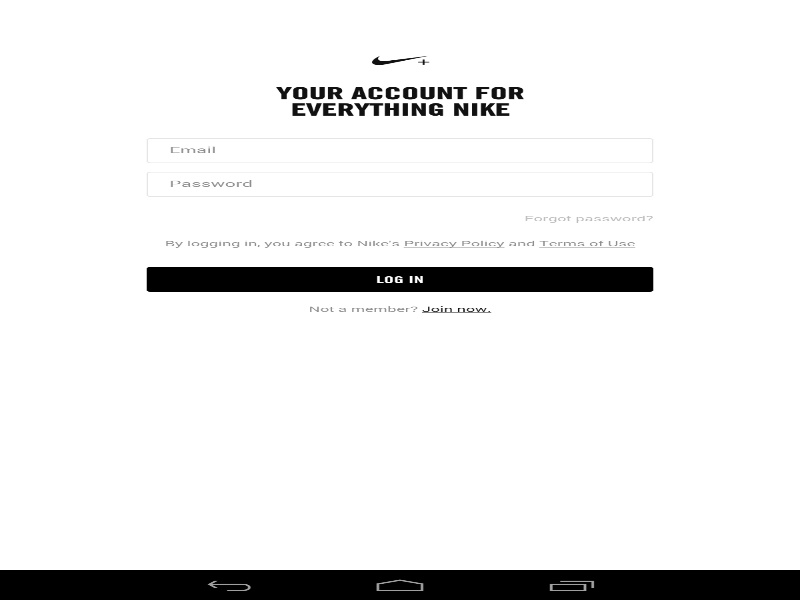 YOUR ACCOUNT FOR
EVERYTHING NIKE
Email
Password
Forgot password?
By logging in, you agree to Nike's Privacy Policy and Terms of Use
LOG IN
Not a member? Join now.